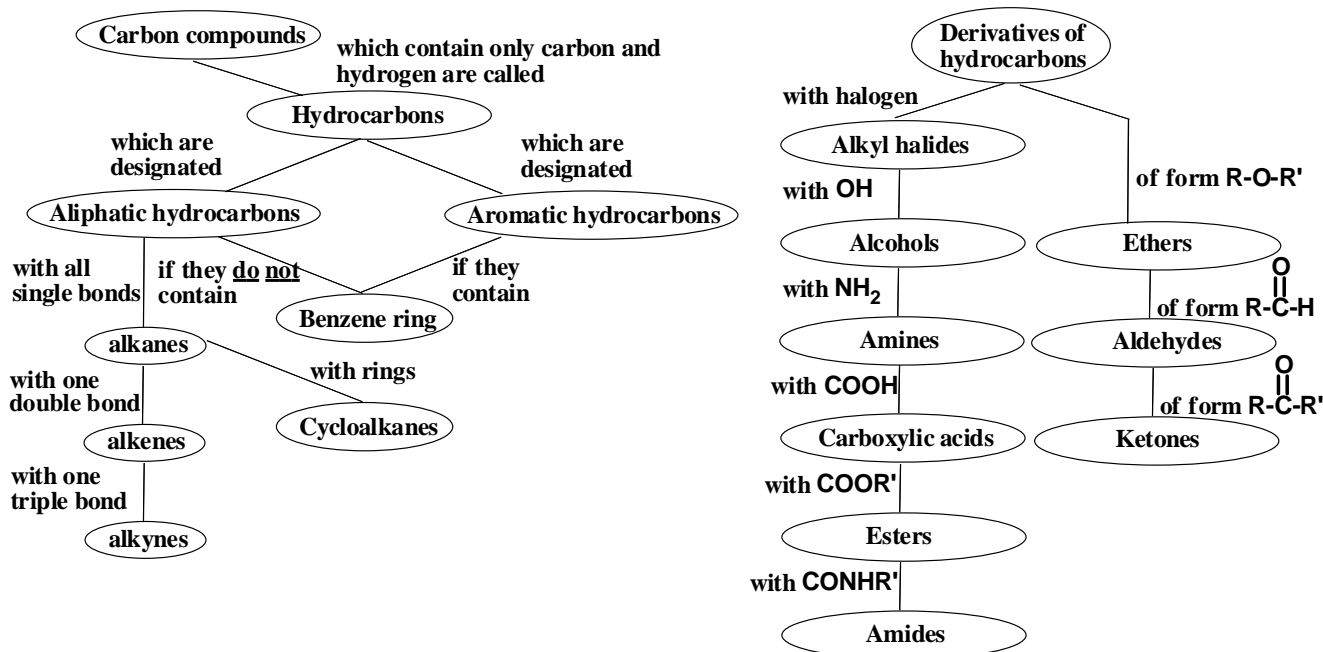 Carbon compounds
which contain only carbon and
hydrogen are called
Hydrocarbons
which are
designated
which are
designated
Aliphatic hydrocarbons
Aromatic hydrocarbons
with all
single bonds
if they do not
contain
if they
contain
Benzene ring
alkanes
with rings
with one
double bond
Cycloalkanes
alkenes
with one
triple bond
alkynes
Derivatives of
hydrocarbons
with halogen
Alkyl halides
with OH
of form R-O-R'
Alcohols
Ethers
with NH₂
O
of form R-C-H
Amines
Aldehydes
with COOH
O
of form R-C-R'
Carboxylic acids
Ketones
with COOR'
Esters
with CONHR'
Amides